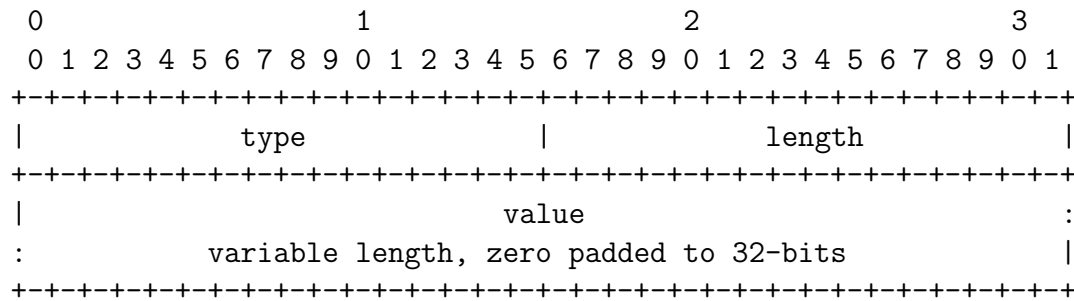 0                   1                   2                   3
 0 1 2 3 4 5 6 7 8 9 0 1 2 3 4 5 6 7 8 9 0 1 2 3 4 5 6 7 8 9 0 1
+-+-+-+-+-+-+-+-+-+-+-+-+-+-+-+-+-+-+-+-+-+-+-+-+-+-+-+-+-+-+-+-+
|             type              |             length            |
+-+-+-+-+-+-+-+-+-+-+-+-+-+-+-+-+-+-+-+-+-+-+-+-+-+-+-+-+-+-+-+-+
|                             value                             :
:           variable length, zero padded to 32-bits             |
+-+-+-+-+-+-+-+-+-+-+-+-+-+-+-+-+-+-+-+-+-+-+-+-+-+-+-+-+-+-+-+-+